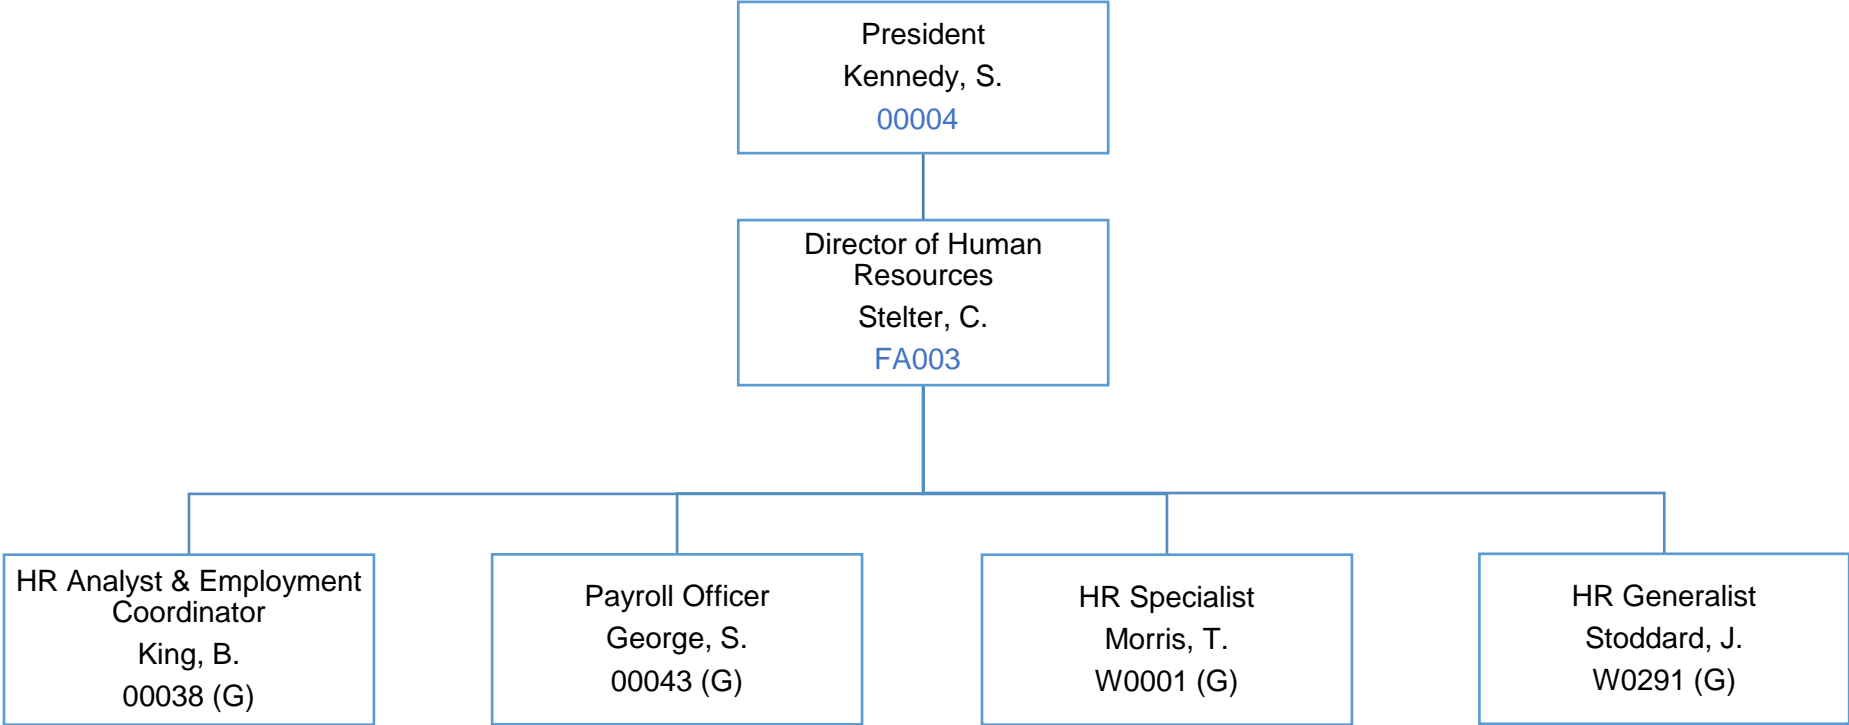 President
Kennedy, S.
00004
Director of Human
Resources
Stelter, C.
FA003
HR Analyst & Employment
Coordinator
King, B.
00038 (G)
Payroll Officer
George, S.
00043 (G)
HR Specialist
Morris, T.
W0001 (G)
HR Generalist
Stoddard, J.
W0291 (G)